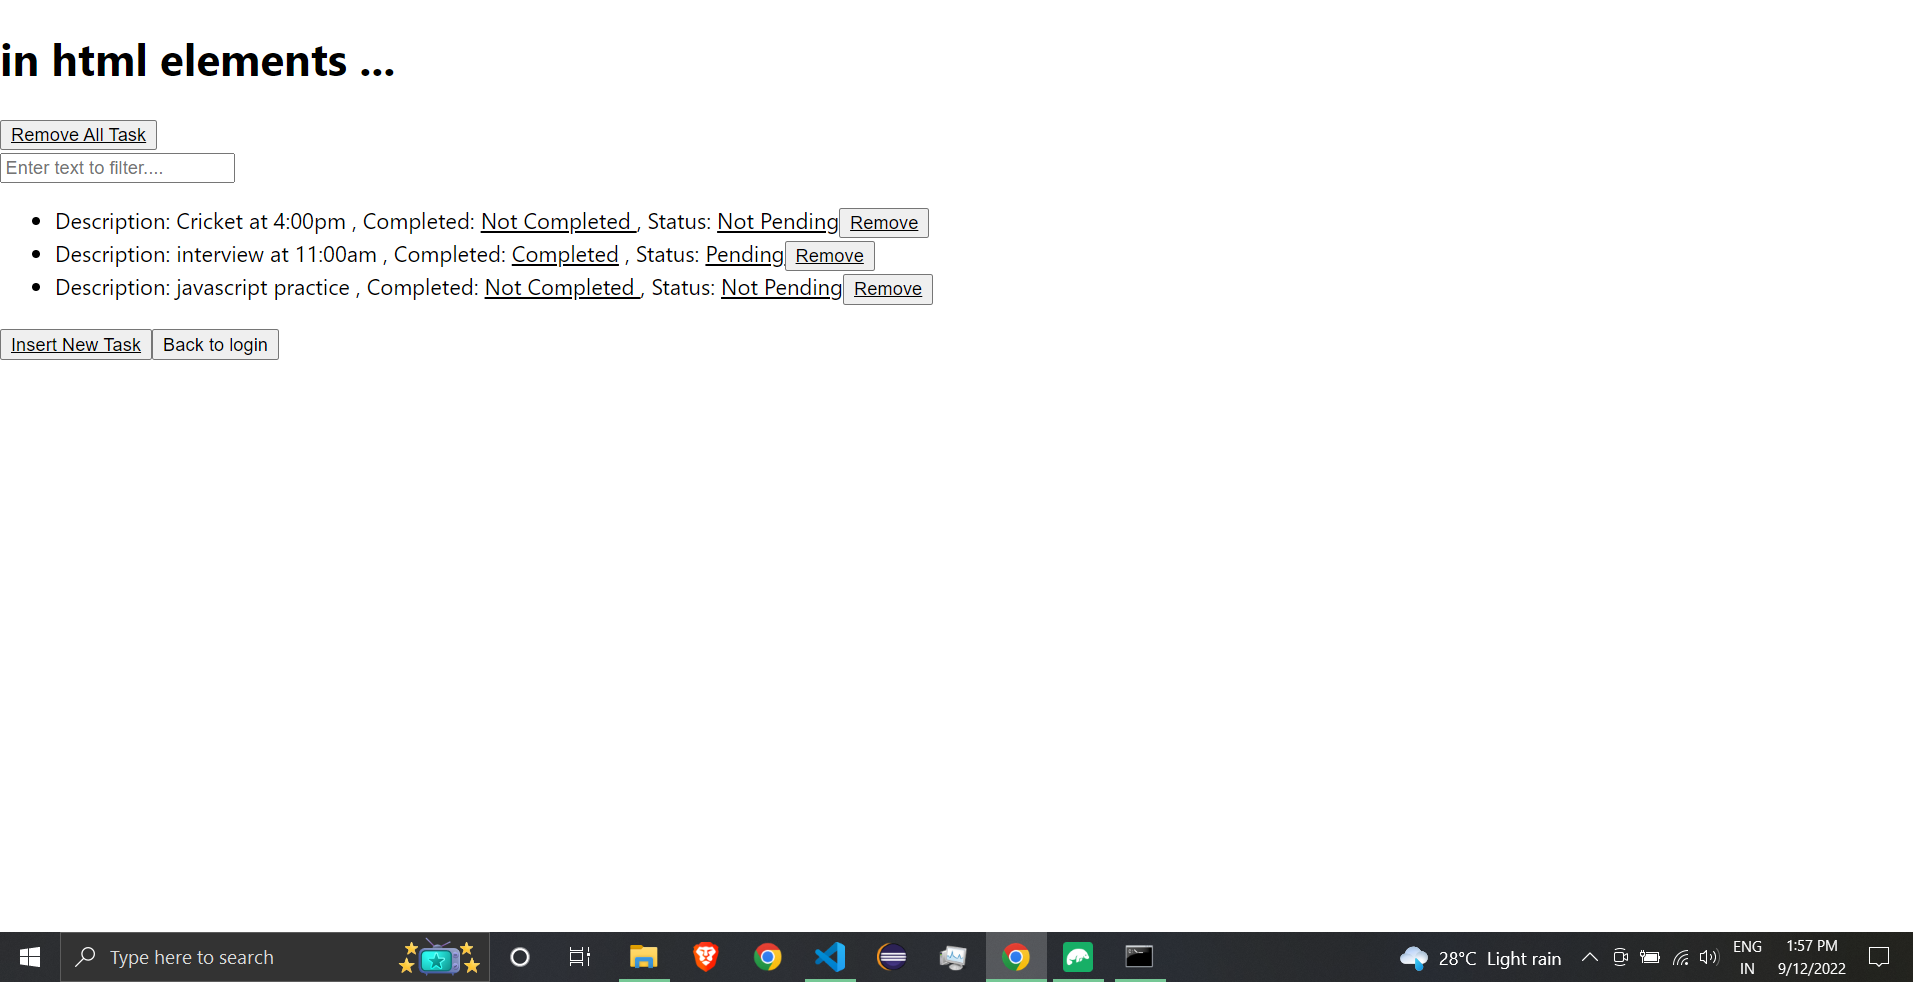 in html elements ...
Remove All Task
Enter text to filter....
Description: Cricket at 4:00pm , Completed: Not Completed , Status: Not Pending Remove
Description: interview at 11:00am , Completed: Completed , Status: Pending Remove
Description: javascript practice , Completed: Not Completed , Status: Not Pending Remove
Insert New Task Back to login
Type here to search 28°C Light rain ENG 1:57 PM
IN 9/12/2022